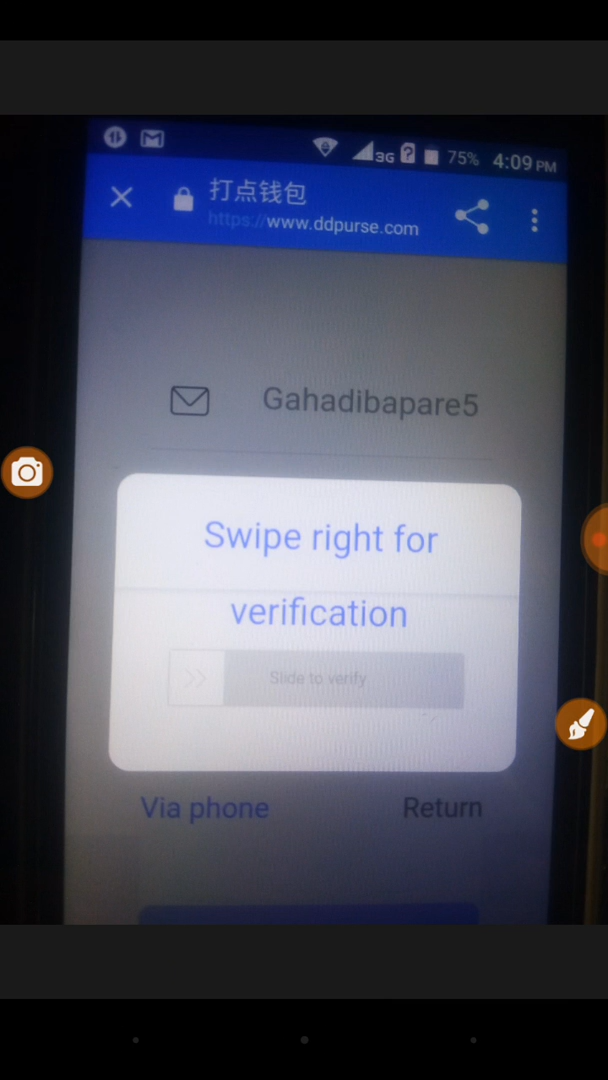 3G
75%
4:09 PM
打点钱包
https://www.ddpurse.com
Gahadibapare5
Swipe right for
verification
Slide to verify
Via phone
Return